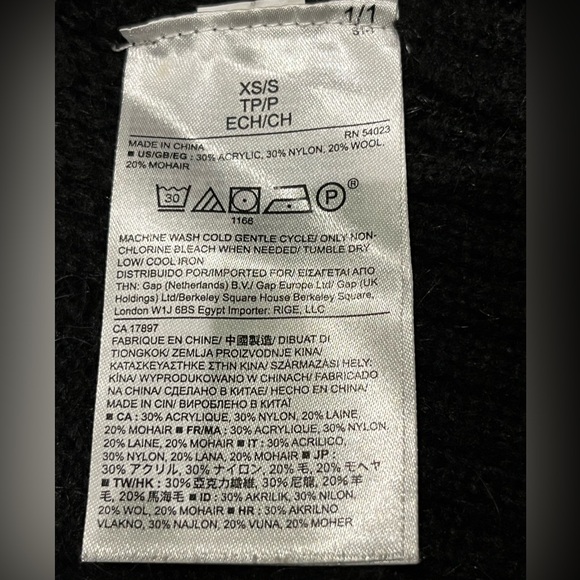 1/1
XS/S
TP/P
ECH/CH
RN 54023
MADE IN CHINA
■ US/GB/EG : 30% ACRYLIC, 30% NYLON, 20% WOOL,
20% MOHAIR
30 P ®
1168
MACHINE WASH COLD GENTLE CYCLE/ ONLY NON-
CHLORINE BLEACH WHEN NEEDED/ TUMBLE DRY
LOW/ COOL IRON
DISTRIBUIDO POR/IMPORTED FOR/ ΕΙΣΑΓΕΤΑΙ ΑΠΟ
ΤΗΝ: Gap (Netherlands) B.V./ Gap Europe Ltd/ Gap (UK
Holdings) Ltd/Berkeley Square House Berkeley Square,
London W1J 6BS Egypt Importer: RIGE, LLC
CA 17897
FABRIQUE EN CHINE/ 中國製造/ DIBUAT DI
TIONGKOK/ ZEMLJA PROIZVODNJE KINA/
ΚΑΤΑΣΚΕΥΑΣΤΗΚΕ ΣΤΗΝ ΚΙΝΑ/ SZÁRMAZÁSI HELY:
KÍNA/ WYPRODUKOWANO W CHINACH/ FABRICADO
NA CHINA/ СДЕЛАНО В КИТАЕ/ HECHO EN CHINA/
MADE IN CIN/ ВИРОБЛЕНО В КИТАЇ
■ CA : 30% ACRYLIQUE, 30% NYLON, 20% LAINE,
20% MOHAIR ■ FR/MA : 30% ACRYLIQUE, 30% NYLON,
20% LAINE, 20% MOHAIR ■ IT : 30% ACRILICO,
30% NYLON, 20% LANA, 20% MOHAIR ■ JP :
30% アクリル, 30% ナイロン, 20% 毛, 20% モヘヤ
■ TW/HK : 30% 亞克力纖維, 30% 尼龍, 20% 羊
毛, 20% 馬海毛 ■ ID : 30% AKRILIK, 30% NILON,
20% WOL, 20% MOHAIR ■ HR : 30% AKRILNO
VLAKNO, 30% NAJLON, 20% VUNA, 20% MOHER